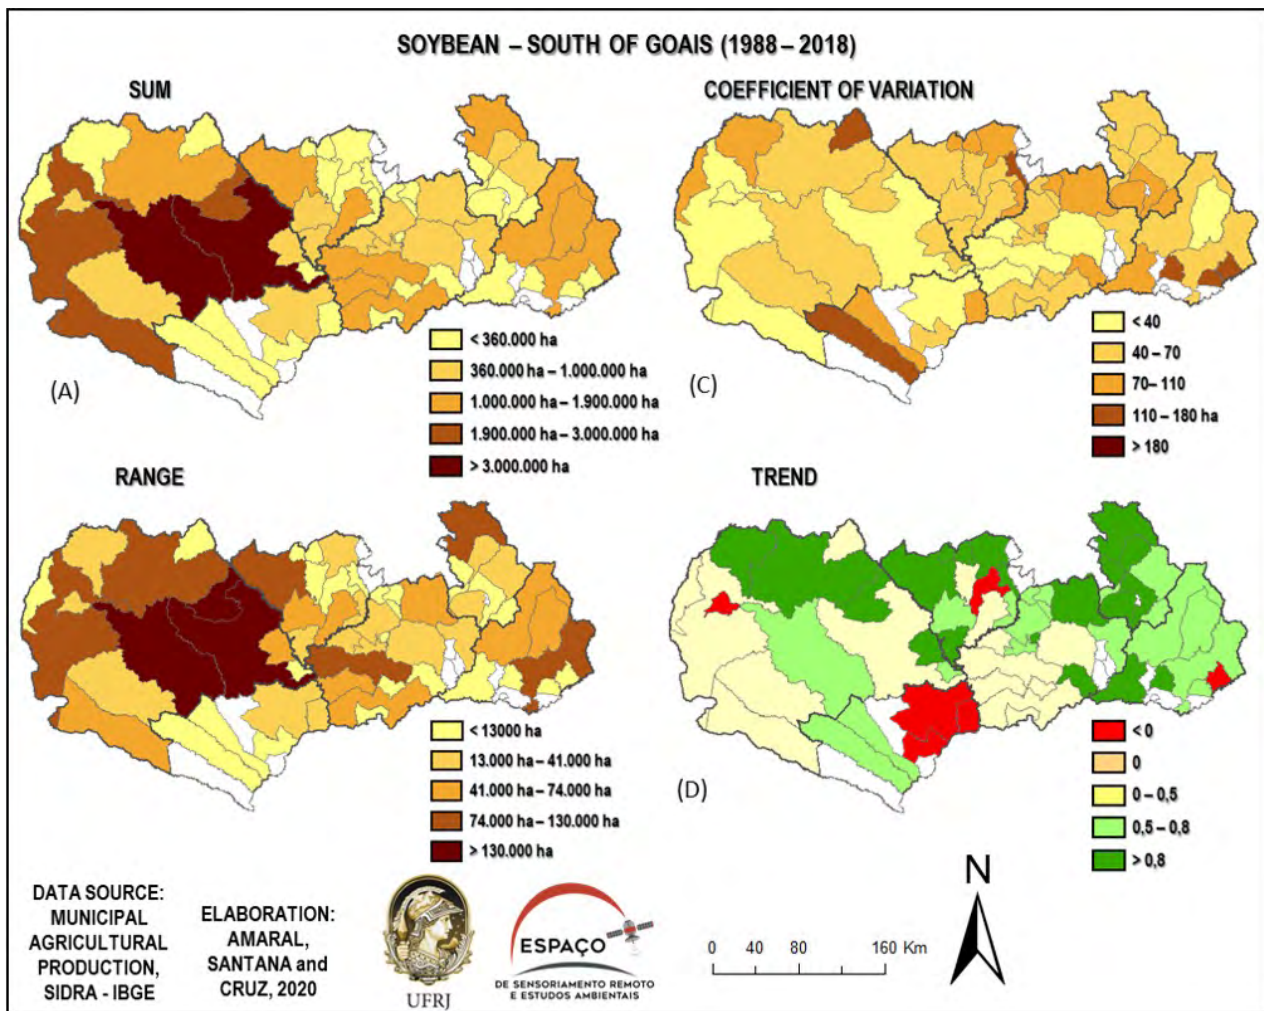 SOYBEAN – SOUTH OF GOAIS (1988 – 2018)
SUM
COEFFICIENT OF VARIATION
< 360.000 ha
360.000 ha – 1.000.000 ha
1.000.000 ha – 1.900.000 ha
1.900.000 ha – 3.000.000 ha
> 3.000.000 ha
(A)
< 40
40 – 70
70– 110
110 – 180 ha
> 180
(C)
RANGE
TREND
< 13000 ha
13.000 ha – 41.000 ha
41.000 ha – 74.000 ha
74.000 ha – 130.000 ha
> 130.000 ha
< 0
0
0 – 0,5
0,5 – 0,8
> 0,8
(D)
DATA SOURCE:
MUNICIPAL
AGRICULTURAL
PRODUCTION,
SIDRA - IBGE
ELABORATION:
AMARAL,
SANTANA and
CRUZ, 2020
UFRJ
ESPAÇO
DE SENSORIAMENTO REMOTO
E ESTUDOS AMBIENTAIS
0 40 80 160 Km
N